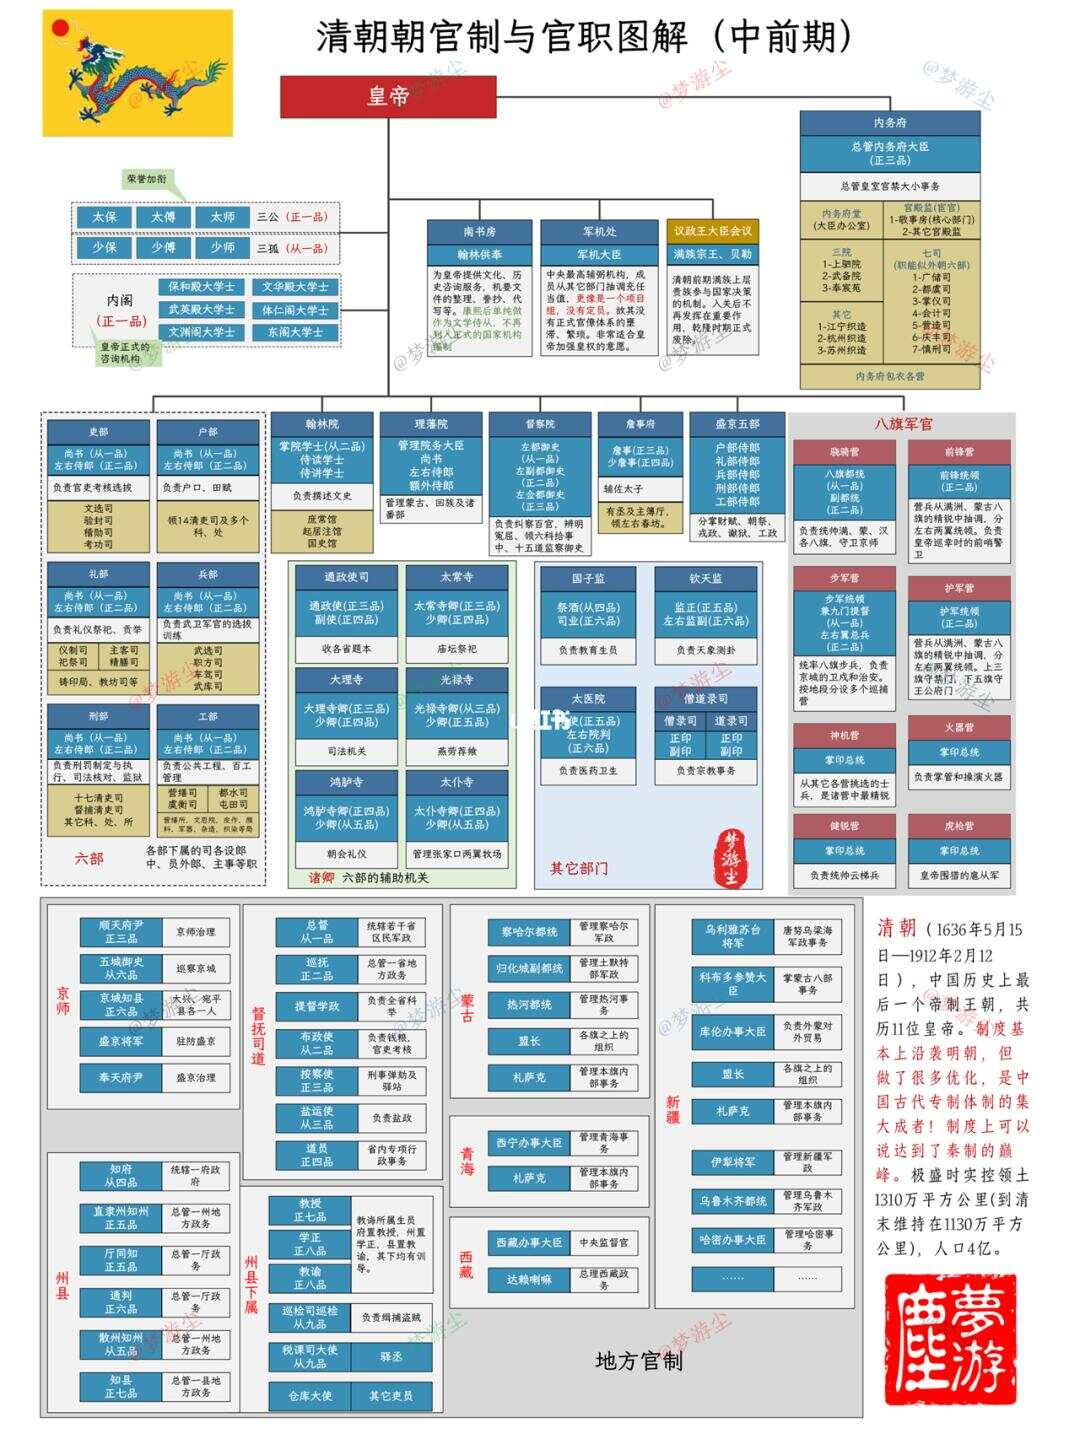 清朝朝官制与官职图解（中前期）
皇帝
荣誉加衔
太保
太傅
太师
三公（正一品）
少保
少傅
少师
三孤（从一品）
内阁
(正一品)
皇帝正式的
咨询机构
保和殿大学士
文华殿大学士
武英殿大学士
体仁阁大学士
文渊阁大学士
东阁大学士
南书房
翰林供奉
为皇帝提供文化、历
史咨询服务，机要文
件的整理、誊抄、代
写等。康熙后单纯做
作为文学侍从，不再
列入正式的国家机构
编制
军机处
军机大臣
中央最高辅弼机构，成
员从其它部门抽调充任
当值，更像是一个项目
组，没有定员。故其没
有正式官僚体系的壅
滞、繁琐。非常适合皇
帝加强皇权的意愿。
议政王大臣会议
满族宗王、贝勒
清朝前期满族上层
贵族参与国家决策
的机制。入关后不
再发挥在重要作
用，乾隆时期正式
废除。
内务府
总管内务府大臣
(正三品)
总管皇室宫禁大小事务
内务府堂
(大臣办公室)
宫殿监(宦官)
1-敬事房(核心部门)
2-其它宫殿监
三院
1-上驷院
2-武备院
3-奉宸苑
其它
1-江宁织造
2-杭州织造
3-苏州织造
七司
(职能似外朝六部)
1-广储司
2-都虞司
3-掌仪司
4-会计司
5-营造司
6-庆丰司
7-慎刑司
内务府包衣各营
吏部
尚书（从一品）
左右侍郎（正二品）
负责官吏考核选拔
文选司
验封司
稽勋司
考功司
户部
尚书（从一品）
左右侍郎（正二品）
负责户口、田赋
领14清吏司及多个
科、处
礼部
尚书（从一品）
左右侍郎（正二品）
负责礼仪祭祀、贡举
仪制司 主客司
祀祭司 精膳司
铸印局、教坊司等
兵部
尚书（从一品）
左右侍郎（正二品）
负责武卫军官的选拔
训练
武选司
职方司
车驾司
武库司
刑部
尚书（从一品）
左右侍郎（正二品）
负责刑罚制定与执
行、司法核对、监狱
十七清吏司
督捕清吏司
其它科、处、所
工部
尚书（从一品）
左右侍郎（正二品）
负责公共工程、百工
管理
营缮司 都水司
虞衡司 屯田司
六部
各部下属的司各设郎
中、员外郎、主事等职
翰林院
掌院学士(从二品)
侍读学士
侍讲学士
负责撰述文史
庶常馆
起居注馆
国史馆
理藩院
管理院务大臣
尚书
左右侍郎
额外侍郎
管理蒙古、回族及诸
番部
督察院
左都御史
(从一品)
左副都御史
(正三品)
左佥都御史
(正三品)
负责纠察百官，辨明
冤屈、领六科给事
中、十五道监察御史
詹事府
詹事(正三品)
少詹事(正四品)
辅佐太子
有丞及主簿厅，
领左右春坊。
盛京五部
户部侍郎
礼部侍郎
兵部侍郎
刑部侍郎
工部侍郎
分掌财赋、朝祭、
戎政、谳狱、工政
通政使司
通政使(正三品)
副使(正四品)
收各省题本
太常寺
太常寺卿(正三品)
少卿(正四品)
庙坛祭祀
大理寺
大理寺卿(正三品)
少卿(正四品)
司法机关
光禄寺
光禄寺卿(从三品)
少卿(正五品)
燕劳荐飨
鸿胪寺
鸿胪寺卿(正四品)
少卿(从五品)
朝会礼仪
太仆寺
太仆寺卿(正四品)
少卿(正四品)
管理张家口两翼牧场
诸卿 六部的辅助机关
国子监
祭酒(从四品)
司业(正六品)
负责教育生员
钦天监
监正(正五品)
左右监副(正六品)
负责天象测卦
太医院
使(正五品)
左右院判
(正六品)
负责医药卫生
僧道录司
僧录司 道录司
正印 正印
副印 副印
负责宗教事务
其它部门
梦游尘
八旗军官
骁骑营
八旗都统
(从一品)
副都统
(正二品)
负责统帅满、蒙、汉
各八旗，守卫京师
前锋营
前锋统领
(正二品)
营兵从满洲、蒙古八
旗的精锐中抽调，分
左右两翼统领。负责
皇帝巡幸时的前哨警
卫
步军营
步军统领
兼九门提督
(从一品)
左右翼总兵
(正二品)
统率八旗步兵，负责
京城的卫戍和治安。
按地段分设多个巡捕
营
护军营
护军统领
(正二品)
营兵从满洲、蒙古八
旗的精锐中抽调，分
左右两翼统领。上三
旗守禁门，下五旗守
王公府门
神机营
掌印总统
从其它各营挑选的士
兵，是诸营中最精锐
火器营
掌印总统
负责掌管和操演火器
健锐营
掌印总统
负责统帅云梯兵
虎枪营
掌印总统
皇帝围猎的扈从军
京师
顺天府尹
正三品
京师治理
五城御史
从六品
巡察京城
京城知县
正六品
大兴、宛平
县各一人
盛京将军
驻防盛京
奉天府尹
盛京治理
州县
知府
从四品
统辖一府政
府
直隶州知州
正五品
总管一州地
方政务
厅同知
正五品
总管一厅政
务
通判
正六品
总管一厅政
务
散州知州
从五品
总管一州地
方政务
知县
正七品
总管一县地
方政务
督抚司道
总督
从一品
统辖若干省
区民军政
巡抚
正二品
总管一省地
方政务
提督学政
负责全省科
举
布政使
从二品
负责钱粮，
官吏考核
按察使
正三品
刑事弹劾及
驿站
盐运使
从三品
负责盐政
道员
正四品
省内专项行
政事务
州县下属
教授
正七品
学正
正八品
教谕
正八品
教诲所属生员
府置教授，州置
学正，县置教
谕，其下均有训
导。
巡检司巡检
从九品
负责缉捕盗贼
税课司大使
从九品
驿丞
仓库大使
其它吏员
蒙古
察哈尔都统
管理察哈尔
军政
归化城副都统
管理土默特
部军政
热河都统
管理热河事
务
盟长
各旗之上的
组织
札萨克
管理本旗内
部事务
青海
西宁办事大臣
管理青海事
务
札萨克
管理本旗内
部事务
西藏
西藏办事大臣
中央监督官
达赖喇嘛
总理西藏政
务
新疆
乌利雅苏台
将军
唐努乌梁海
军政事务
科布多参赞大
臣
掌蒙古八部
事务
库伦办事大臣
负责外蒙对
外贸易
盟长
各旗之上的
组织
札萨克
管理本旗内
部事务
伊犁将军
管理新疆军
政
乌鲁木齐都统
管理乌鲁木
齐军政
哈密办事大臣
管理哈密事
务
……
……
地方官制
清朝（1636年5月15
日—1912年2月12
日），中国历史上最
后一个帝制王朝，共
历11位皇帝。制度基
本上沿袭明朝，但
做了很多优化，是中
国古代专制体制的集
大成者！制度上可以
说达到了秦制的巅
峰。极盛时实控领土
1310万平方公里(到清
末维持在1130万平方
公里)，人口4亿。
夢游塵
@梦游尘